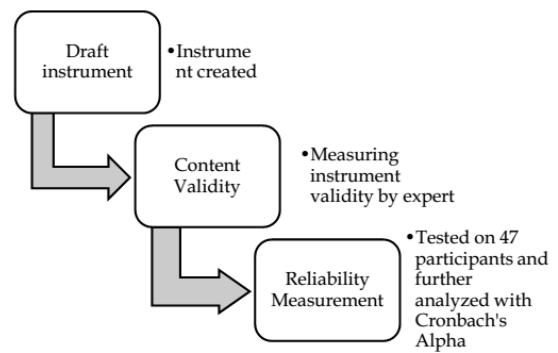 Draft
instrument
•Instrume
nt created
Content
Validity
•Measuring
instrument
validity by expert
Reliability
Measurement
•Tested on 47
participants and
further
analyzed with
Cronbach's
Alpha